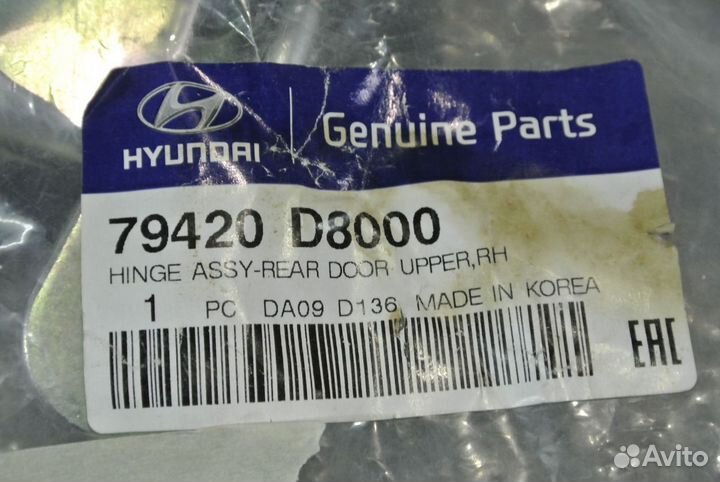 HYUNDAI
Genuine Parts
79420 D8000
HINGE ASSY-REAR DOOR UPPER,RH
1 PC DA09 D136 MADE IN KOREA
EAC
Avito